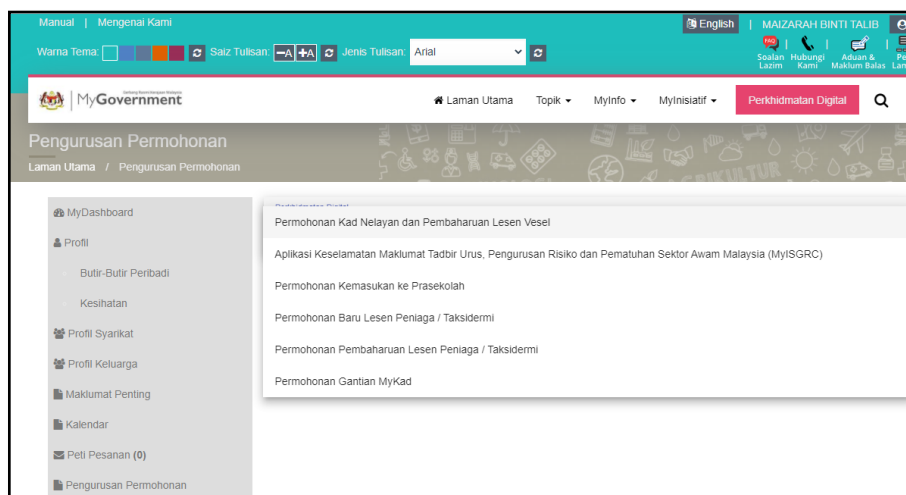 Manual | Mengenai Kami
English | MAIZARAH BINTI TALIB
Warna Tema: Saiz Tulisan: -A +A Jenis Tulisan: Arial
FAQ
Soalan Lazim
Hubungi Kami
Aduan & Maklum Balas
MyGovernment
Laman Utama Topik MyInfo MyInisiatif Perkhidmatan Digital
Pengurusan Permohonan
Laman Utama / Pengurusan Permohonan
MyDashboard
Profil
Butir-Butir Peribadi
Kesihatan
Profil Syarikat
Profil Keluarga
Maklumat Penting
Kalendar
Peti Pesanan (0)
Pengurusan Permohonan
Perkhidmatan Digital
Permohonan Kad Nelayan dan Pembaharuan Lesen Vesel
Aplikasi Keselamatan Maklumat Tadbir Urus, Pengurusan Risiko dan Pematuhan Sektor Awam Malaysia (MyISGRC)
Permohonan Kemasukan ke Prasekolah
Permohonan Baru Lesen Peniaga / Taksidermi
Permohonan Pembaharuan Lesen Peniaga / Taksidermi
Permohonan Gantian MyKad